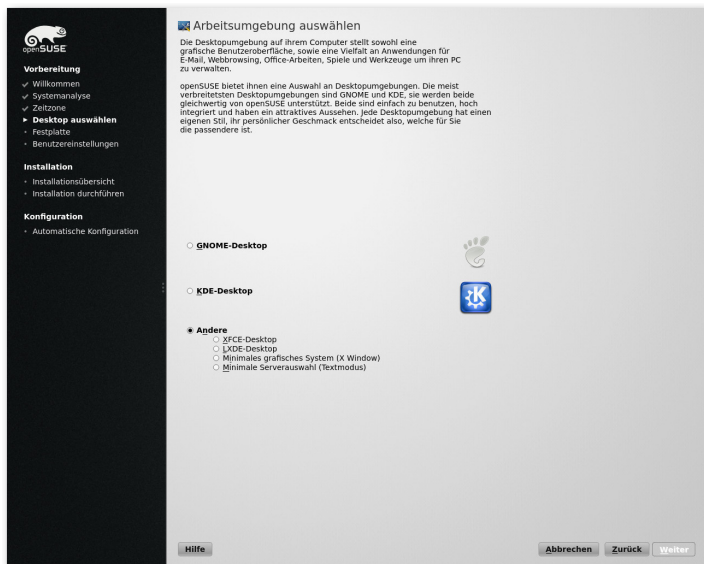 openSUSE
Vorbereitung
Willkommen
Systemanalyse
Zeitzone
Desktop auswählen
Festplatte
Benutzereinstellungen
Installation
Installationsübersicht
Installation durchführen
Konfiguration
Automatische Konfiguration
Arbeitsumgebung auswählen
Die Desktopumgebung auf ihrem Computer stellt sowohl eine
grafische Benutzeroberfläche, sowie eine Vielfalt an Anwendungen für
E-Mail, Webbrowsing, Office-Arbeiten, Spiele und Werkzeuge um ihren PC
zu verwalten.
openSUSE bietet ihnen eine Auswahl an Desktopumgebungen. Die meist
verbreitetsten Desktopumgebungen sind GNOME und KDE, sie werden beide
gleichwertig von openSUSE unterstützt. Beide sind einfach zu benutzen, hoch
integriert und haben ein attraktives Aussehen. Jede Desktopumgebung hat einen
eigenen Stil, ihr persönlicher Geschmack entscheidet also, welche für Sie
die passendere ist.
GNOME-Desktop
KDE-Desktop
Andere
XFCE-Desktop
LXDE-Desktop
Minimales grafisches System (X Window)
Minimale Serverauswahl (Textmodus)
Hilfe
Abbrechen
Zurück
Weiter